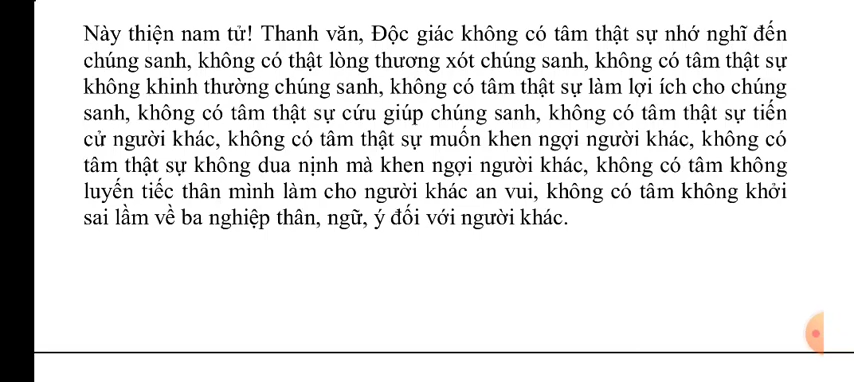 Này thiện nam tử! Thanh văn, Độc giác không có tâm thật sự nhớ nghĩ đến
chúng sanh, không có thật lòng thương xót chúng sanh, không có tâm thật sự
không khinh thường chúng sanh, không có tâm thật sự làm lợi ích cho chúng
sanh, không có tâm thật sự cứu giúp chúng sanh, không có tâm thật sự tiến
cử người khác, không có tâm thật sự muốn khen ngợi người khác, không có
tâm thật sự không dua nịnh mà khen ngợi người khác, không có tâm không
luyến tiếc thân mình làm cho người khác an vui, không có tâm không khởi
sai lầm về ba nghiệp thân, ngữ, ý đối với người khác.